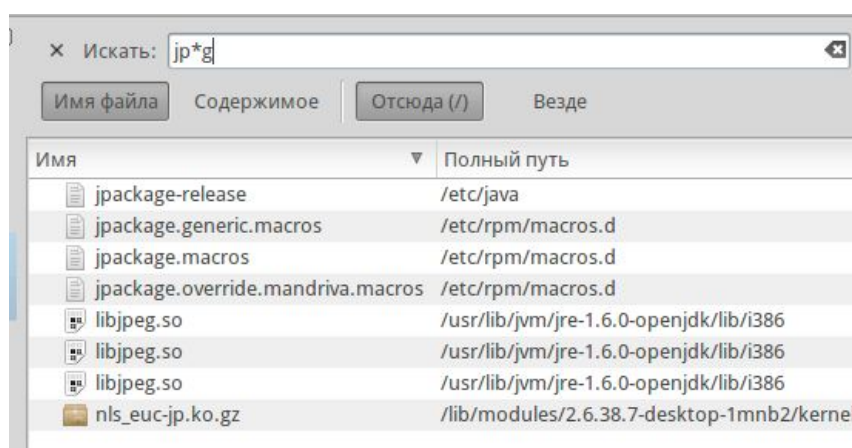 Искать: jp*g
Имя файла Содержимое Отсюда (/) Везде
Имя Полный путь
jpackage-release /etc/java
jpackage.generic.macros /etc/rpm/macros.d
jpackage.macros /etc/rpm/macros.d
jpackage.override.mandriva.macros /etc/rpm/macros.d
libjpeg.so /usr/lib/jvm/jre-1.6.0-openjdk/lib/i386
libjpeg.so /usr/lib/jvm/jre-1.6.0-openjdk/lib/i386
libjpeg.so /usr/lib/jvm/jre-1.6.0-openjdk/lib/i386
nls_euc-jp.ko.gz /lib/modules/2.6.38.7-desktop-1mnb2/kerne